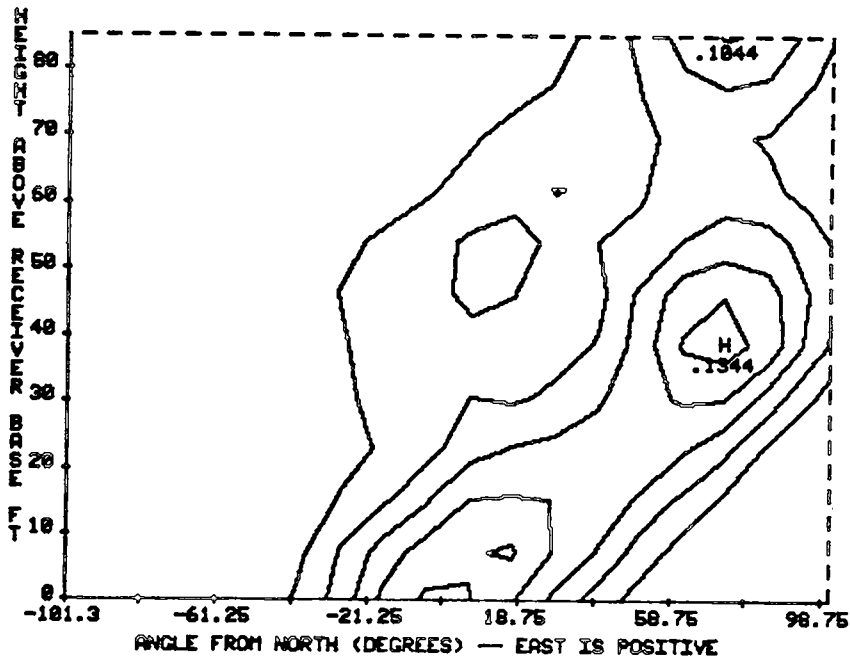 HEIGHT ABOVE RECEIVER BASE FT
80
70
60
50
40
30
20
10
0
.1044
H
.1344
-101.3 -61.25 -21.25 18.75 58.75 98.75
ANGLE FROM NORTH (DEGREES) -- EAST IS POSITIVE